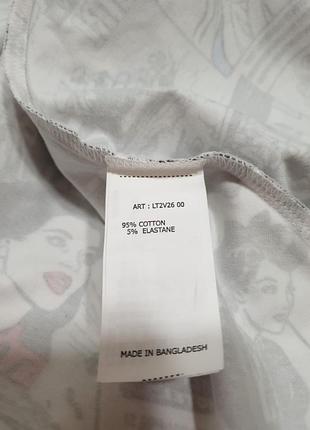 ART : LT2V26 00
95% COTTON
5% ELASTANE
MADE IN BANGLADESH